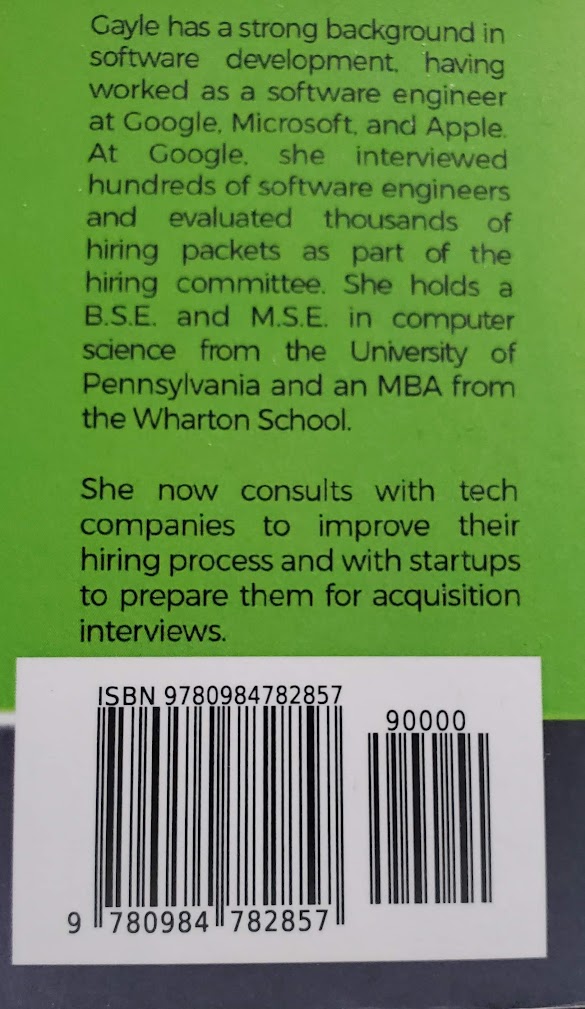 Gayle has a strong background in
software development, having
worked as a software engineer
at Google, Microsoft, and Apple.
At Google, she interviewed
hundreds of software engineers
and evaluated thousands of
hiring packets as part of the
hiring committee. She holds a
B.S.E. and M.S.E. in computer
science from the University of
Pennsylvania and an MBA from
the Wharton School.
She now consults with tech
companies to improve their
hiring process and with startups
to prepare them for acquisition
interviews.
ISBN 9780984782857
90000
9 780984 782857